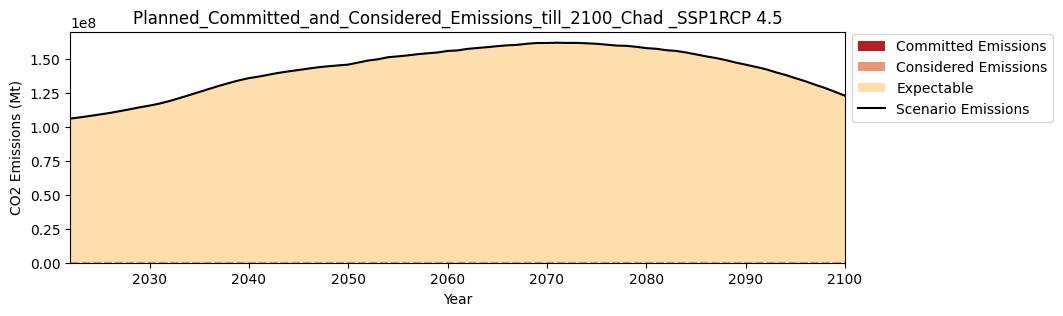 Planned_Committed_and_Considered_Emissions_till_2100_Chad _SSP1RCP 4.5
1e8
1.50
1.25
1.00
0.75
0.50
0.25
0.00
CO2 Emissions (Mt)
2030 2040 2050 2060 2070 2080 2090 2100
Year
Committed Emissions
Considered Emissions
Expectable
Scenario Emissions